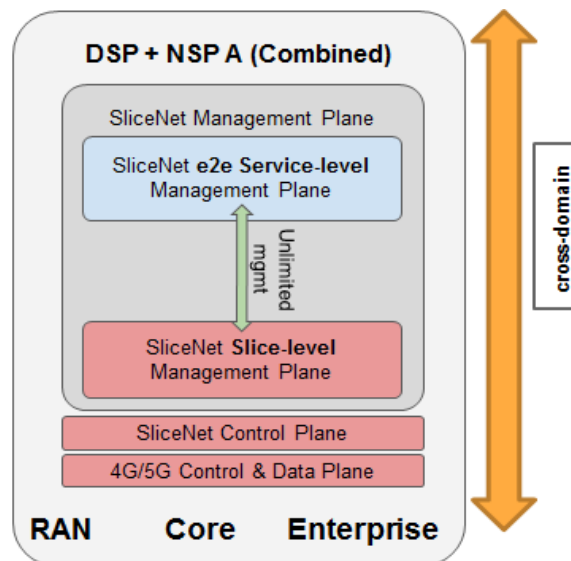 DSP + NSP A (Combined)
SliceNet Management Plane
SliceNet e2e Service-level
Management Plane
Unlimited
mgmt
SliceNet Slice-level
Management Plane
SliceNet Control Plane
4G/5G Control & Data Plane
RAN Core Enterprise
cross-domain